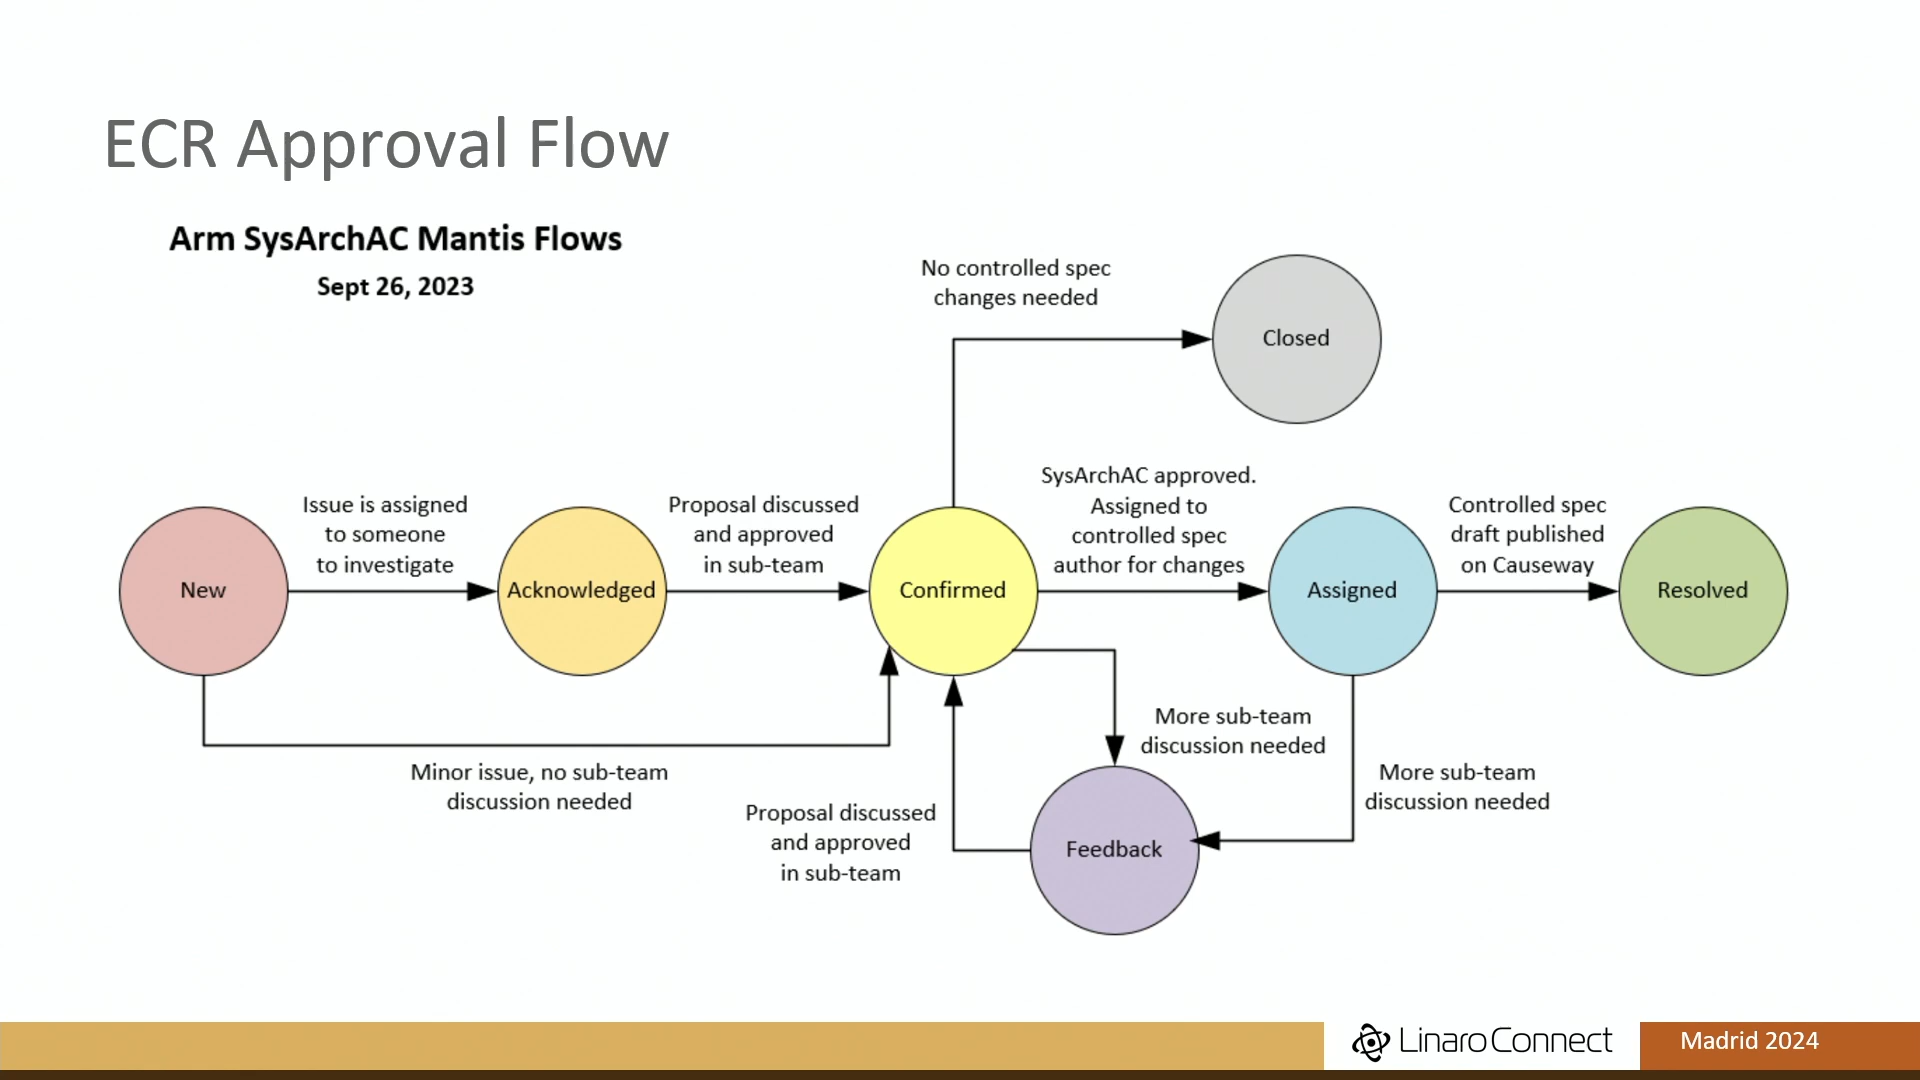 ECR Approval Flow
Arm SysArchAC Mantis Flows
Sept 26, 2023
No controlled spec
changes needed
Closed
New
Issue is assigned
to someone
to investigate
Acknowledged
Proposal discussed
and approved
in sub-team
Confirmed
SysArchAC approved.
Assigned to
controlled spec
author for changes
Assigned
Controlled spec
draft published
on Causeway
Resolved
Minor issue, no sub-team
discussion needed
Proposal discussed
and approved
in sub-team
More sub-team
discussion needed
Feedback
More sub-team
discussion needed
Linaro Connect
Madrid 2024